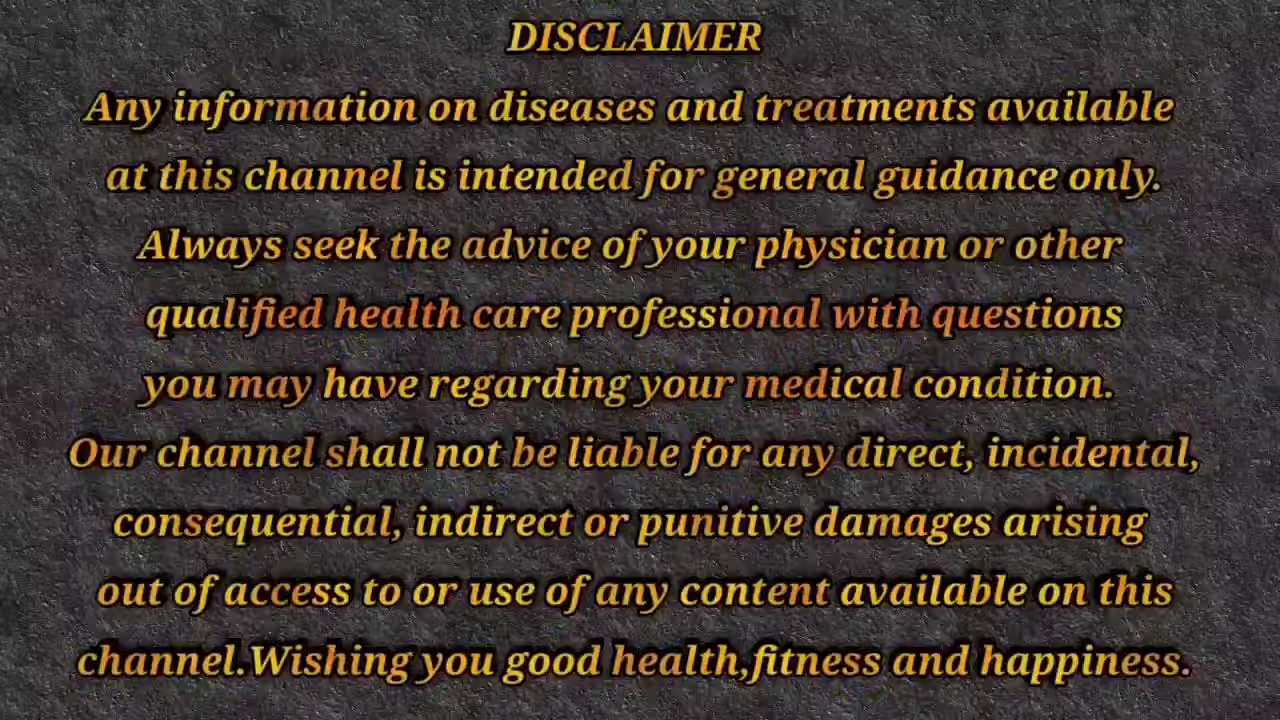 DISCLAIMER
Any information on diseases and treatments available
at this channel is intended for general guidance only.
Always seek the advice of your physician or other
qualified health care professional with questions
you may have regarding your medical condition.
Our channel shall not be liable for any direct, incidental,
consequential, indirect or punitive damages arising
out of access to or use of any content available on this
channel.Wishing you good health,fitness and happiness.